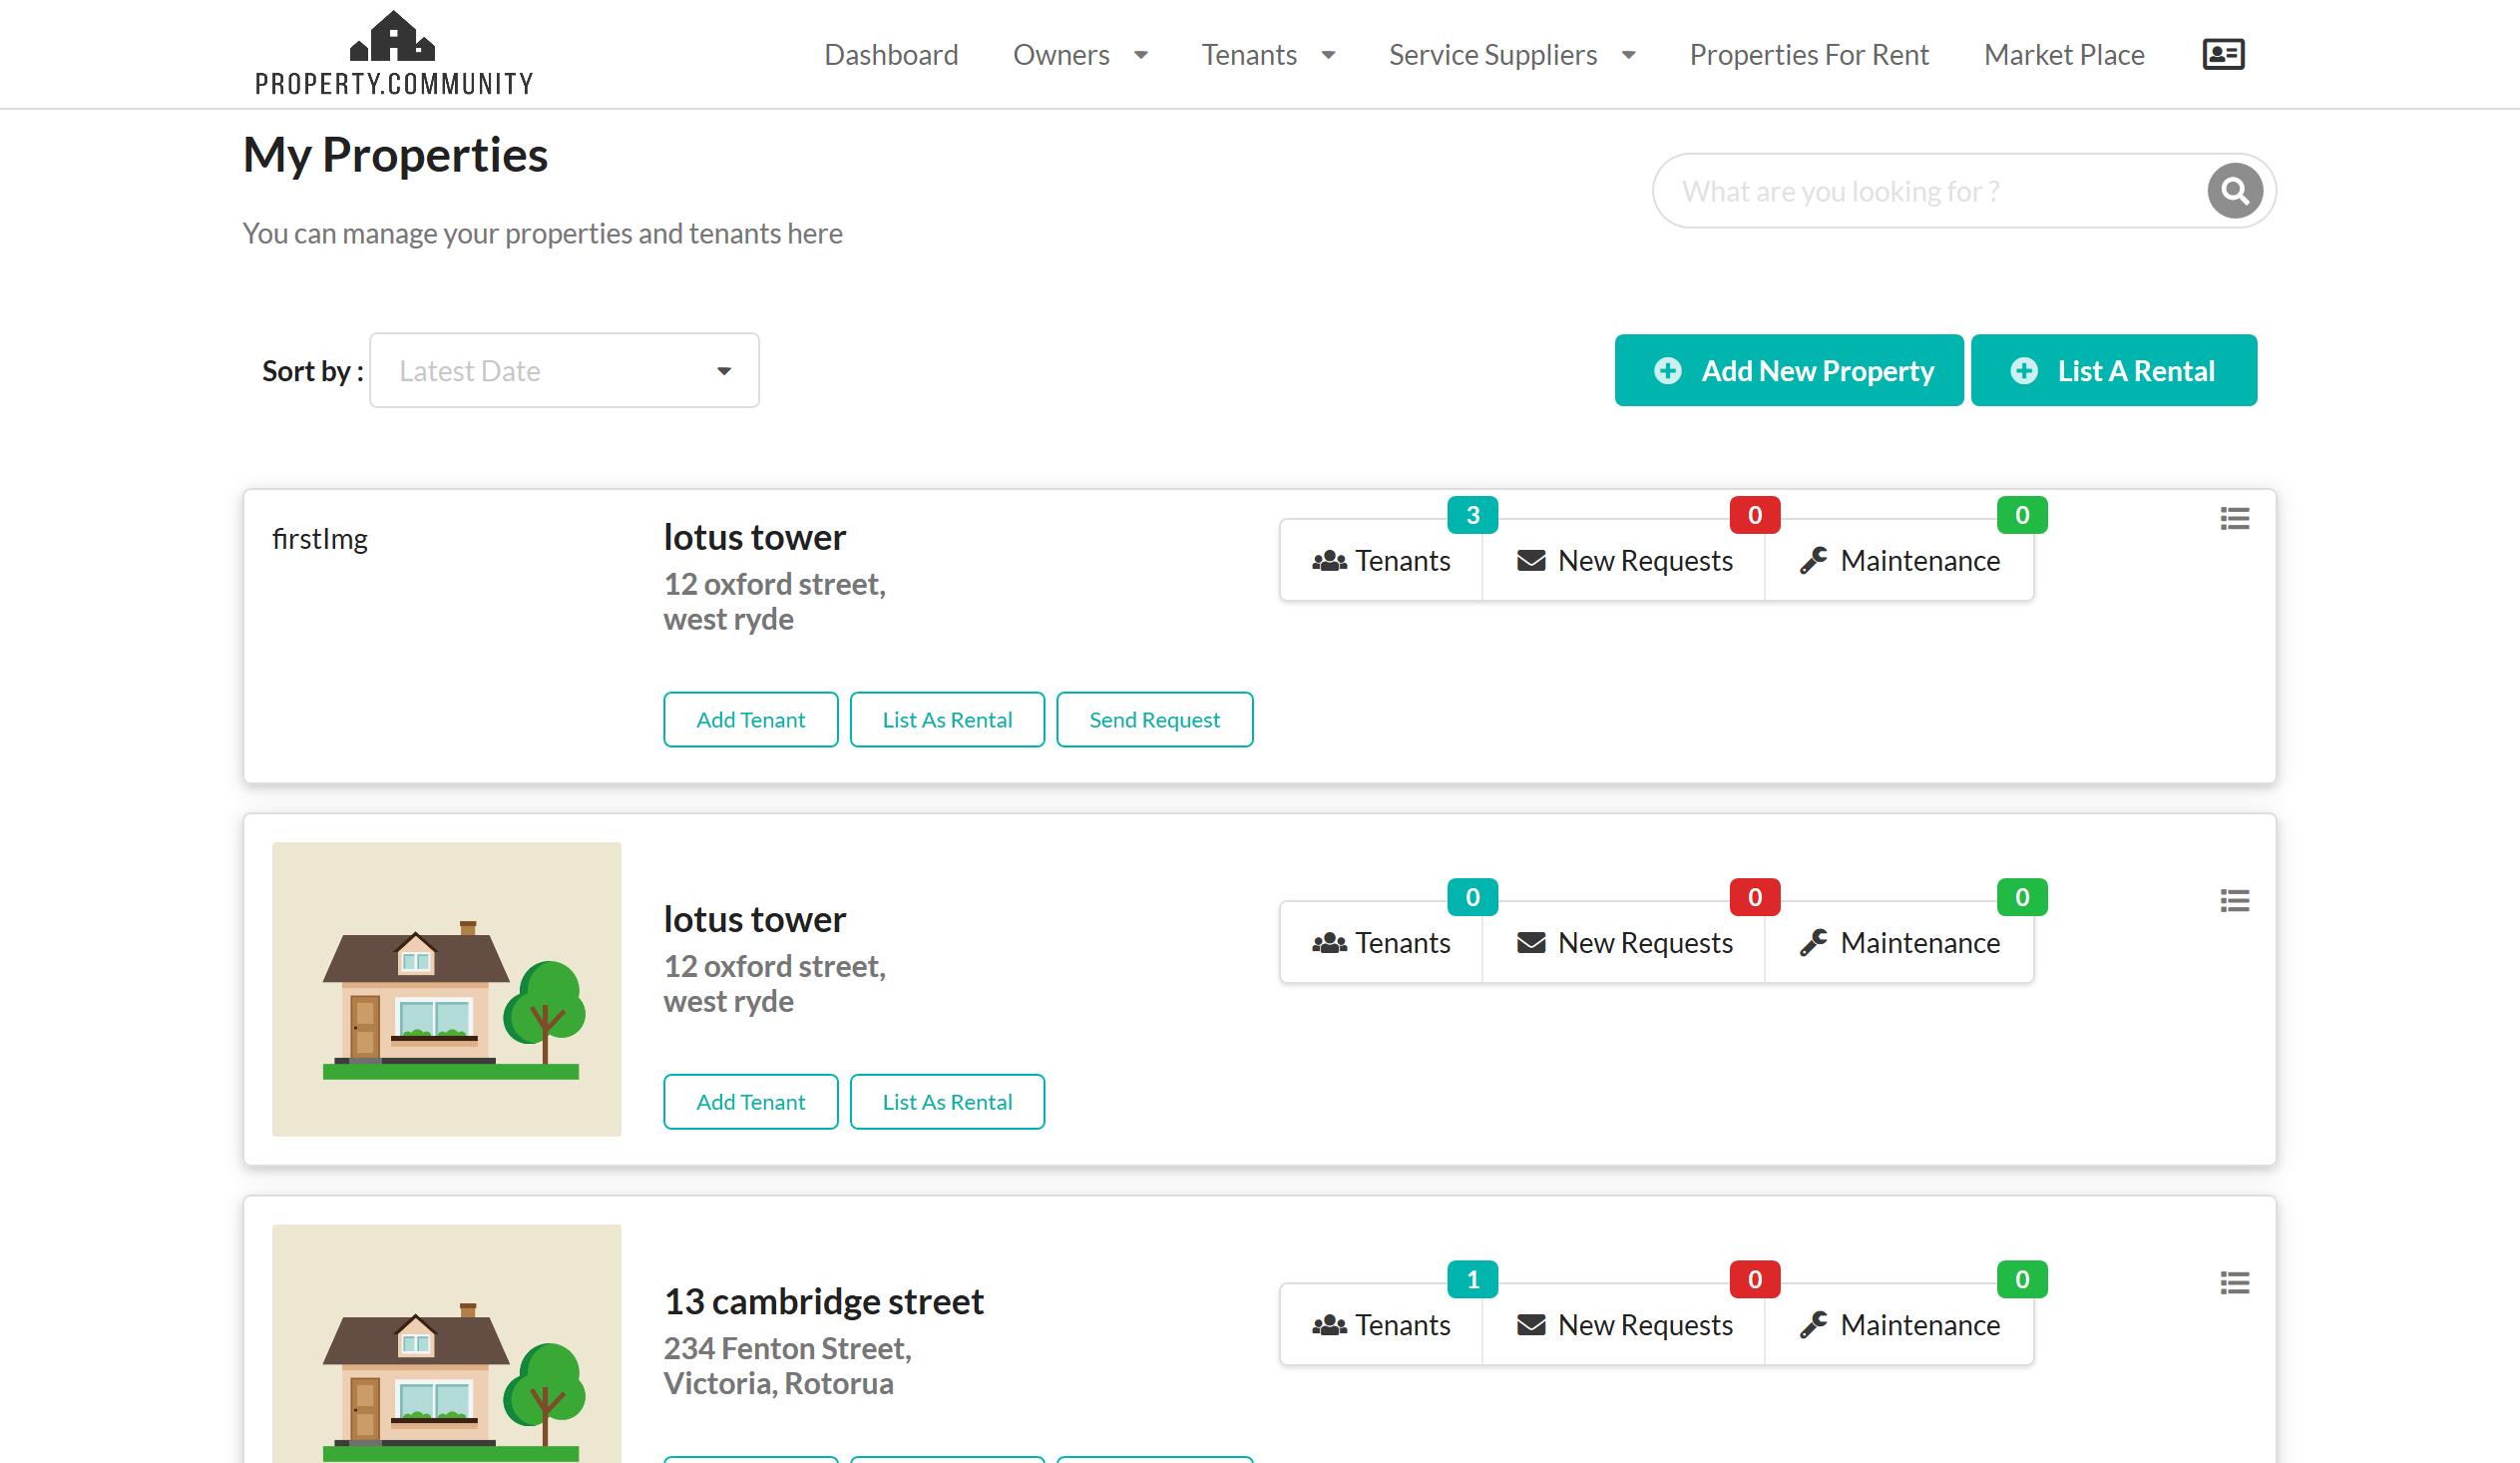 PROPERTY.COMMUNITY
Dashboard Owners Tenants Service Suppliers Properties For Rent Market Place
My Properties
What are you looking for ?
You can manage your properties and tenants here
Sort by : Latest Date
Add New Property List A Rental
firstImg
lotus tower
12 oxford street,
west ryde
3 0 0
Tenants New Requests Maintenance
Add Tenant List As Rental Send Request
lotus tower
12 oxford street,
west ryde
0 0 0
Tenants New Requests Maintenance
Add Tenant List As Rental
13 cambridge street
234 Fenton Street,
Victoria, Rotorua
1 0 0
Tenants New Requests Maintenance